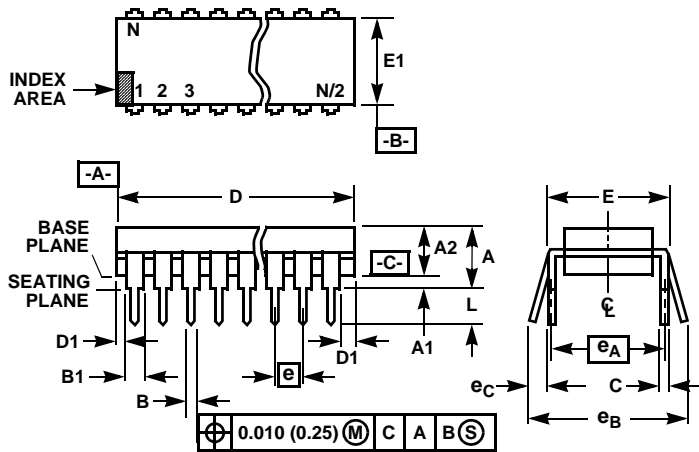 N
E1
INDEX
AREA
1 2 3 N/2
-B-
-A-
D E
BASE
PLANE
A2 A
-C-
SEATING
PLANE
L ℄
D1 A1 D1 eA
B1 e eC C
B eB
⌖ 0.010 (0.25) Ⓜ C A B Ⓢ